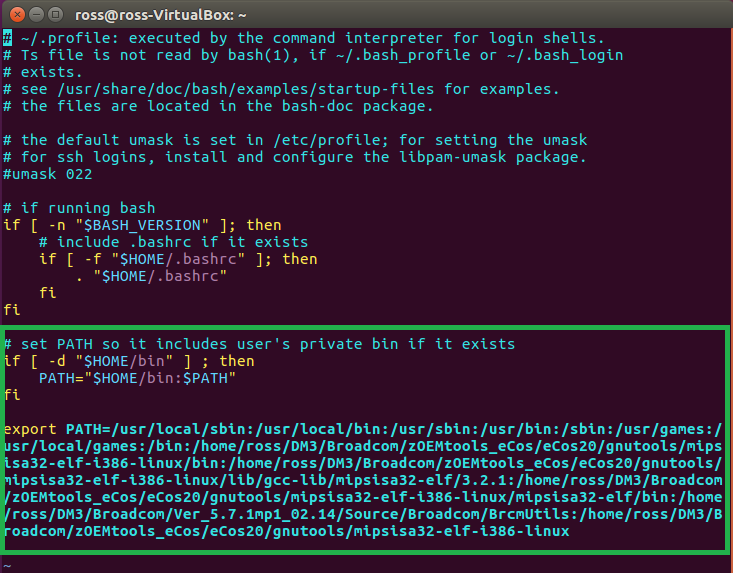 ross@ross-VirtualBox: ~
# ~/.profile: executed by the command interpreter for login shells.
# Ts file is not read by bash(1), if ~/.bash_profile or ~/.bash_login
# exists.
# see /usr/share/doc/bash/examples/startup-files for examples.
# the files are located in the bash-doc package.

# the default umask is set in /etc/profile; for setting the umask
# for ssh logins, install and configure the libpam-umask package.
#umask 022

# if running bash
if [ -n "$BASH_VERSION" ]; then
    # include .bashrc if it exists
    if [ -f "$HOME/.bashrc" ]; then
        . "$HOME/.bashrc"
    fi
fi

# set PATH so it includes user's private bin if it exists
if [ -d "$HOME/bin" ] ; then
    PATH="$HOME/bin:$PATH"
fi

export PATH=/usr/local/sbin:/usr/local/bin:/usr/sbin:/usr/bin:/sbin:/usr/games:/
usr/local/games:/bin:/home/ross/DM3/Broadcom/zOEMtools_eCos/eCos20/gnutools/mips
isa32-elf-i386-linux/bin:/home/ross/DM3/Broadcom/zOEMtools_eCos/eCos20/gnutools/
mipsisa32-elf-i386-linux/lib/gcc-lib/mipsisa32-elf/3.2.1:/home/ross/DM3/Broadcom
/zOEMtools_eCos/eCos20/gnutools/mipsisa32-elf-i386-linux/mipsisa32-elf/bin:/home
/ross/DM3/Broadcom/Ver_5.7.1mp1_02.14/Source/Broadcom/BrcmUtils:/home/ross/DM3/B
roadcom/zOEMtools_eCos/eCos20/gnutools/mipsisa32-elf-i386-linux

~